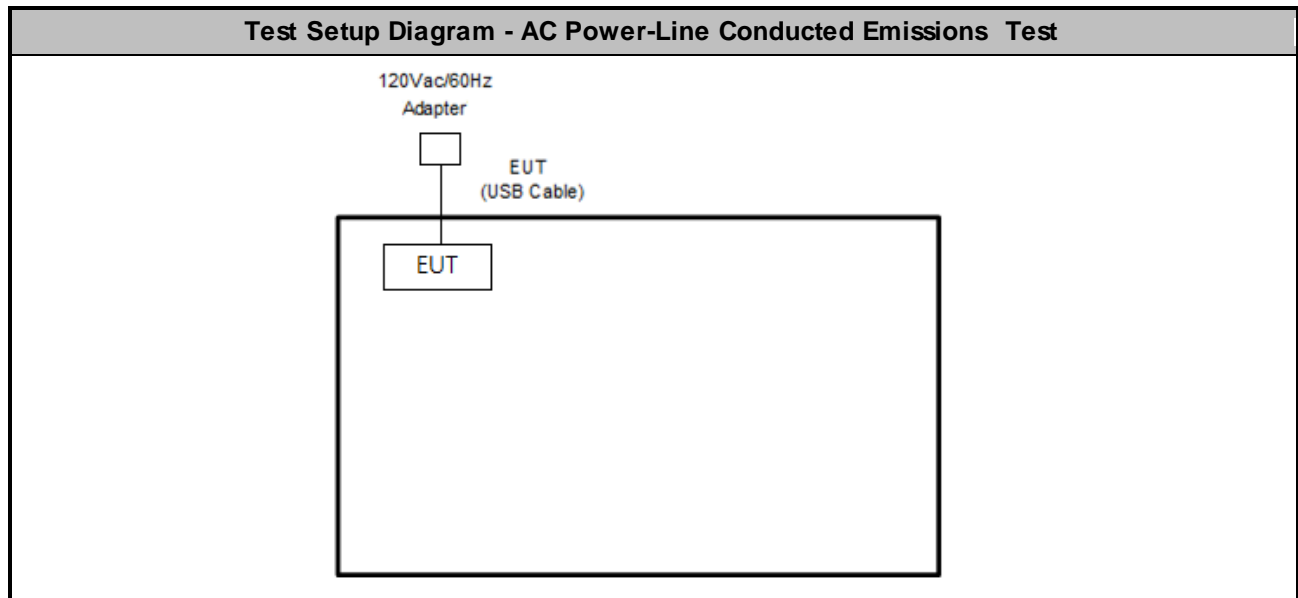 Test Setup Diagram - AC Power-Line Conducted Emissions Test
120Vac/60Hz
Adapter
EUT
(USB Cable)
EUT